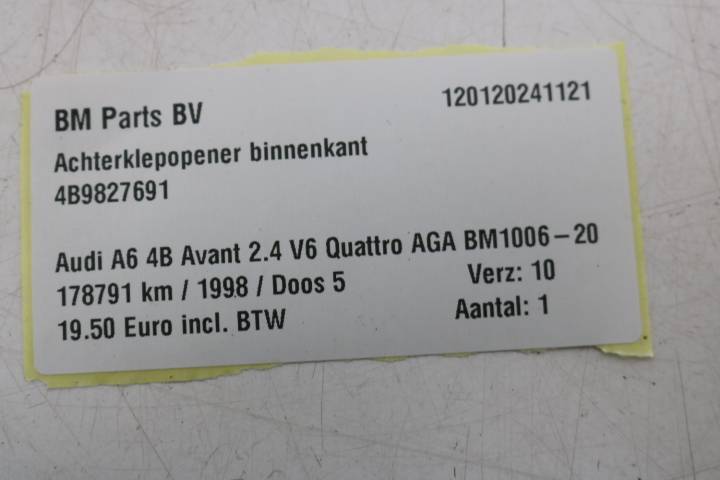 BM Parts BV 120120241121
Achterklepopener binnenkant
4B9827691
Audi A6 4B Avant 2.4 V6 Quattro AGA BM1006-20
178791 km / 1998 / Doos 5 Verz: 10
19.50 Euro incl. BTW Aantal: 1